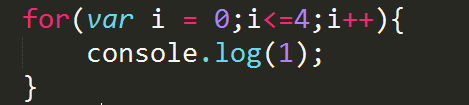 for(var i = 0;i<=4;i++){
    console.log(1);
}